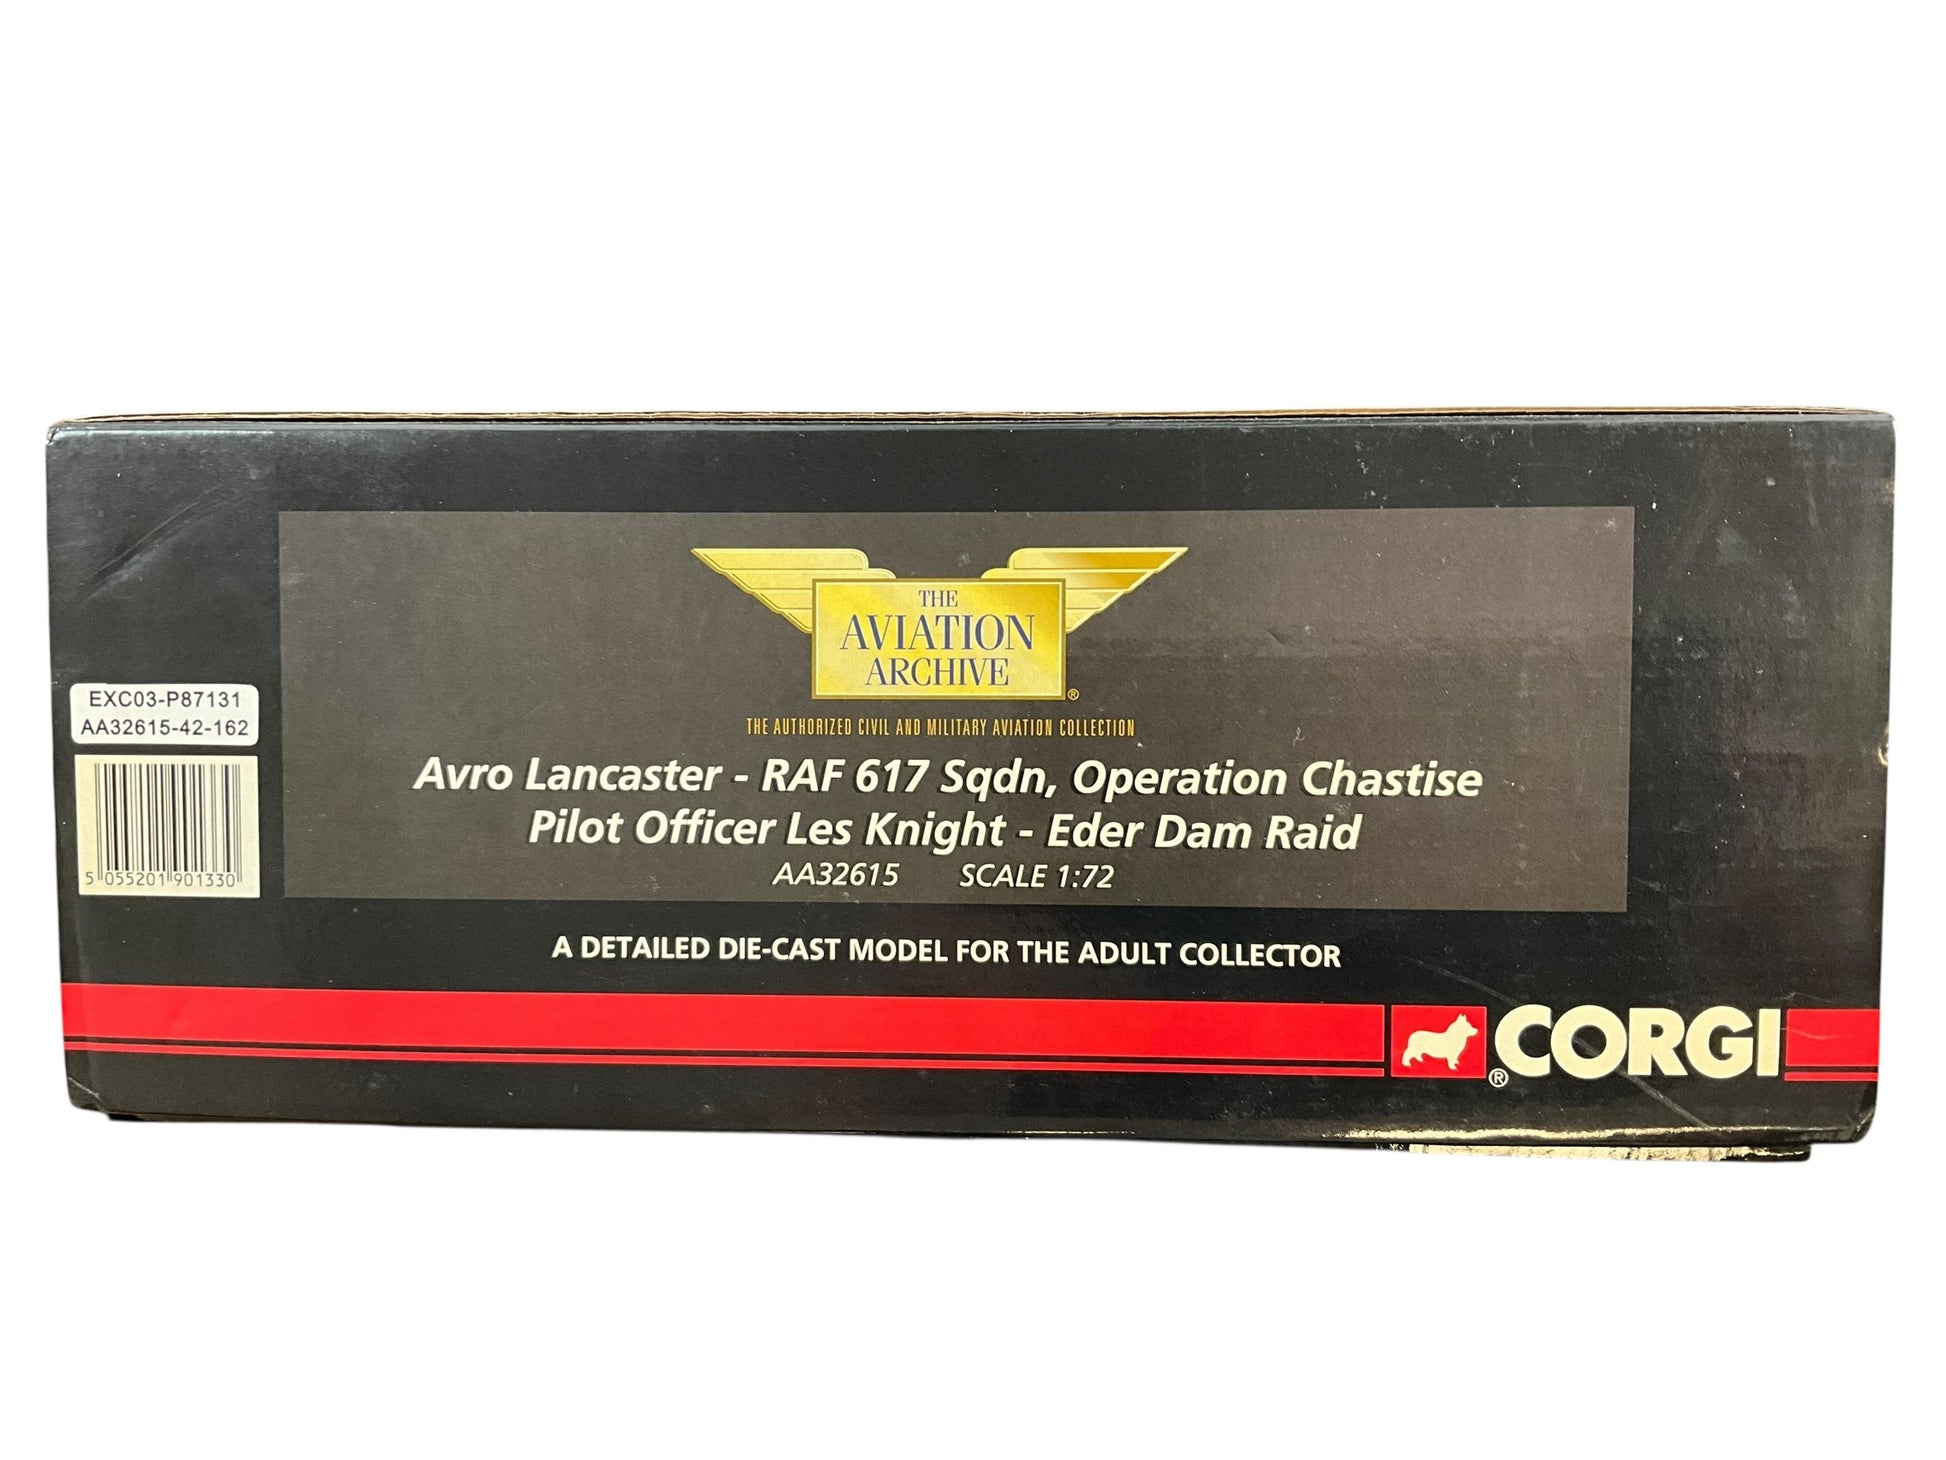 THE
AVIATION
ARCHIVE
®
THE AUTHORIZED CIVIL AND MILITARY AVIATION COLLECTION
Avro Lancaster - RAF 617 Sqdn, Operation Chastise
Pilot Officer Les Knight - Eder Dam Raid
AA32615 SCALE 1:72
A DETAILED DIE-CAST MODEL FOR THE ADULT COLLECTOR
EXC03-P87131
AA32615-42-162
5 055201 901330
® CORGI